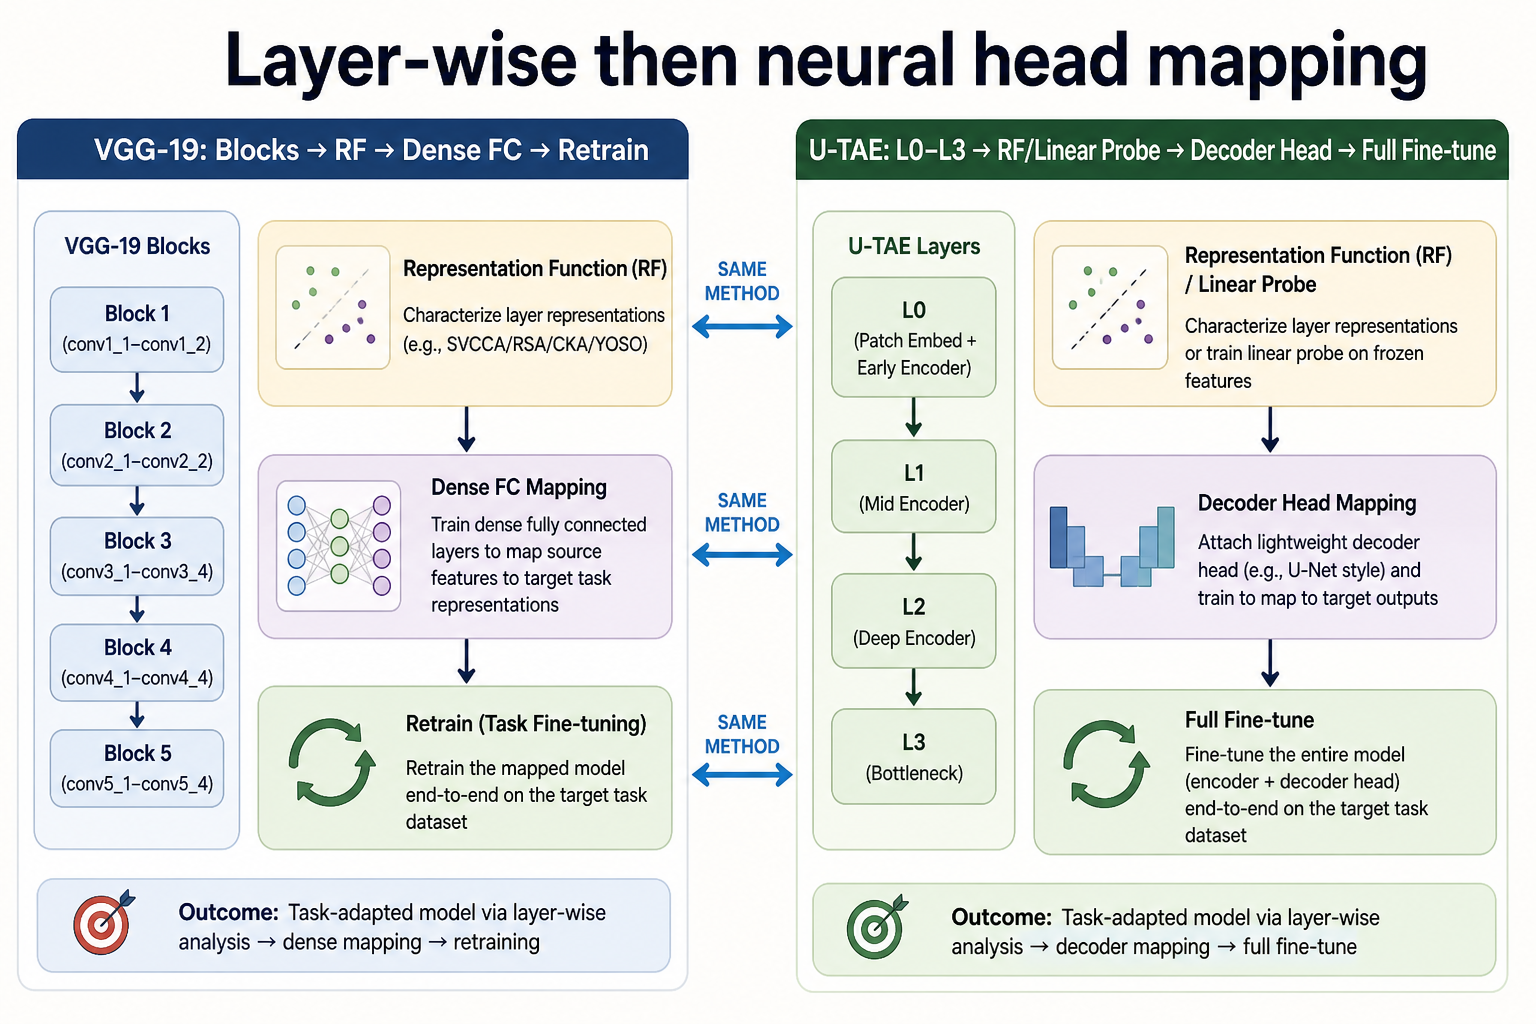 Layer-wise then neural head mapping
VGG-19: Blocks → RF → Dense FC → Retrain
VGG-19 Blocks
Block 1
(conv1_1–conv1_2)
Block 2
(conv2_1–conv2_2)
Block 3
(conv3_1–conv3_4)
Block 4
(conv4_1–conv4_4)
Block 5
(conv5_1–conv5_4)
Representation Function (RF)
Characterize layer representations
(e.g., SVCCA/RSA/CKA/YOSO)
Dense FC Mapping
Train dense fully connected
layers to map source
features to target task
representations
Retrain (Task Fine-tuning)
Retrain the mapped model
end-to-end on the target task
dataset
Outcome: Task-adapted model via layer-wise
analysis → dense mapping → retraining
SAME
METHOD
SAME
METHOD
SAME
METHOD
U-TAE: L0–L3 → RF/Linear Probe → Decoder Head → Full Fine-tune
U-TAE Layers
L0
(Patch Embed +
Early Encoder)
L1
(Mid Encoder)
L2
(Deep Encoder)
L3
(Bottleneck)
Representation Function (RF)
/ Linear Probe
Characterize layer representations
or train linear probe on frozen
features
Decoder Head Mapping
Attach lightweight decoder
head (e.g., U-Net style) and
train to map to target outputs
Full Fine-tune
Fine-tune the entire model
(encoder + decoder head)
end-to-end on the target task
dataset
Outcome: Task-adapted model via layer-wise
analysis → decoder mapping → full fine-tune